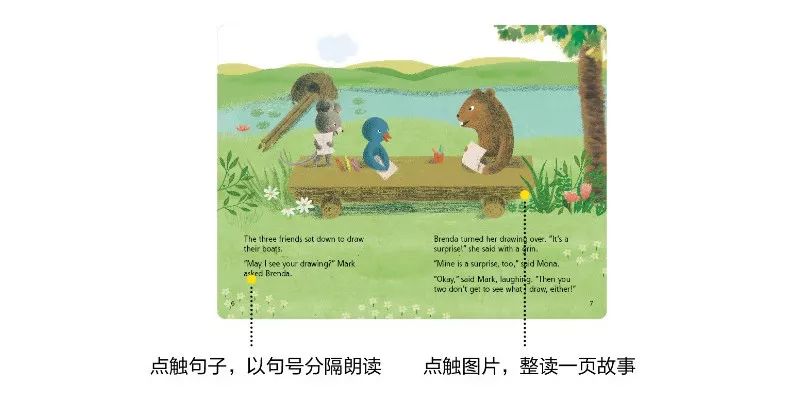 The three friends sat down to draw
their boats.
"May I see your drawing?" Mark
asked Brenda.
6
Brenda turned her drawing over. "It's a
surprise!" she said with a grin.
"Mine is a surprise, too," said Mona.
"Okay," said Mark, laughing. "Then you
two don't get to see what I draw, either!"
7
点触句子，以句号分隔朗读
点触图片，整读一页故事